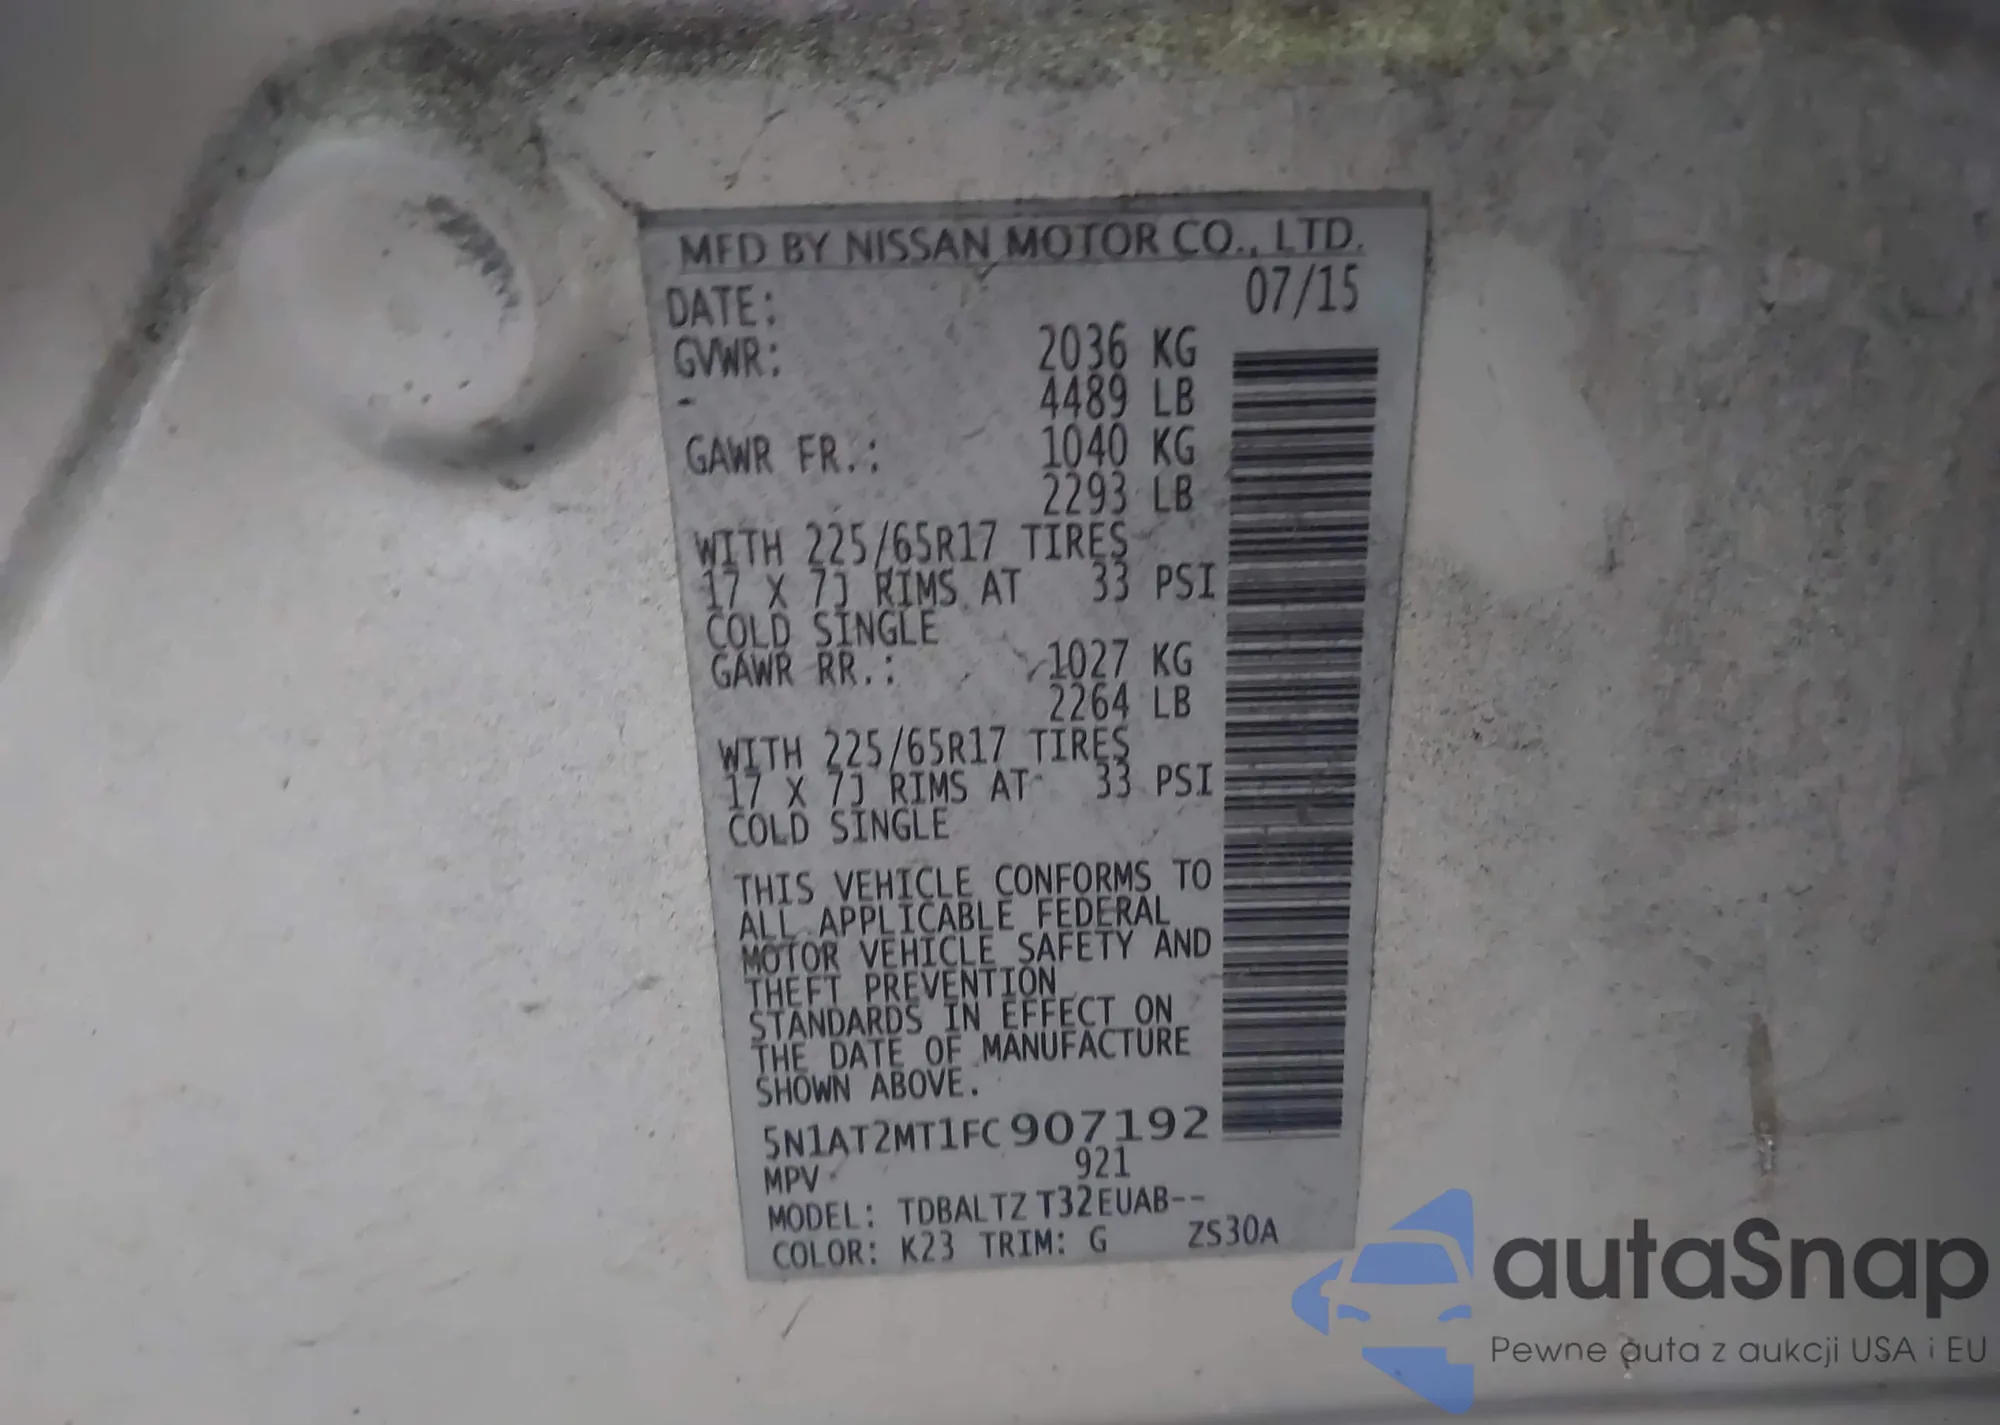 MFD BY NISSAN MOTOR CO., LTD.
DATE: 07/15
GVWR: 2036 KG
- 4489 LB
GAWR FR.: 1040 KG
2293 LB
WITH 225/65R17 TIRES
17 X 7J RIMS AT 33 PSI
COLD SINGLE
GAWR RR.: 1027 KG
2264 LB
WITH 225/65R17 TIRES
17 X 7J RIMS AT 33 PSI
COLD SINGLE
THIS VEHICLE CONFORMS TO
ALL APPLICABLE FEDERAL
MOTOR VEHICLE SAFETY AND
THEFT PREVENTION
STANDARDS IN EFFECT ON
THE DATE OF MANUFACTURE
SHOWN ABOVE.
5N1AT2MT1FC907192
MPV 921
MODEL: TDBALTZ T32EUAB--
COLOR: K23 TRIM: G ZS30A
autaSnap
Pewne auta z aukcji USA i EU